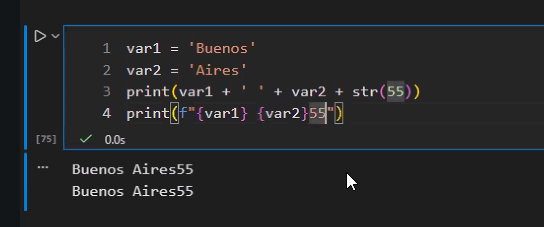 1 var1 = 'Buenos'
2 var2 = 'Aires'
3 print(var1 + ' ' + var2 + str(55))
4 print(f"{var1} {var2}55")
[75] 0.0s
... Buenos Aires55
Buenos Aires55